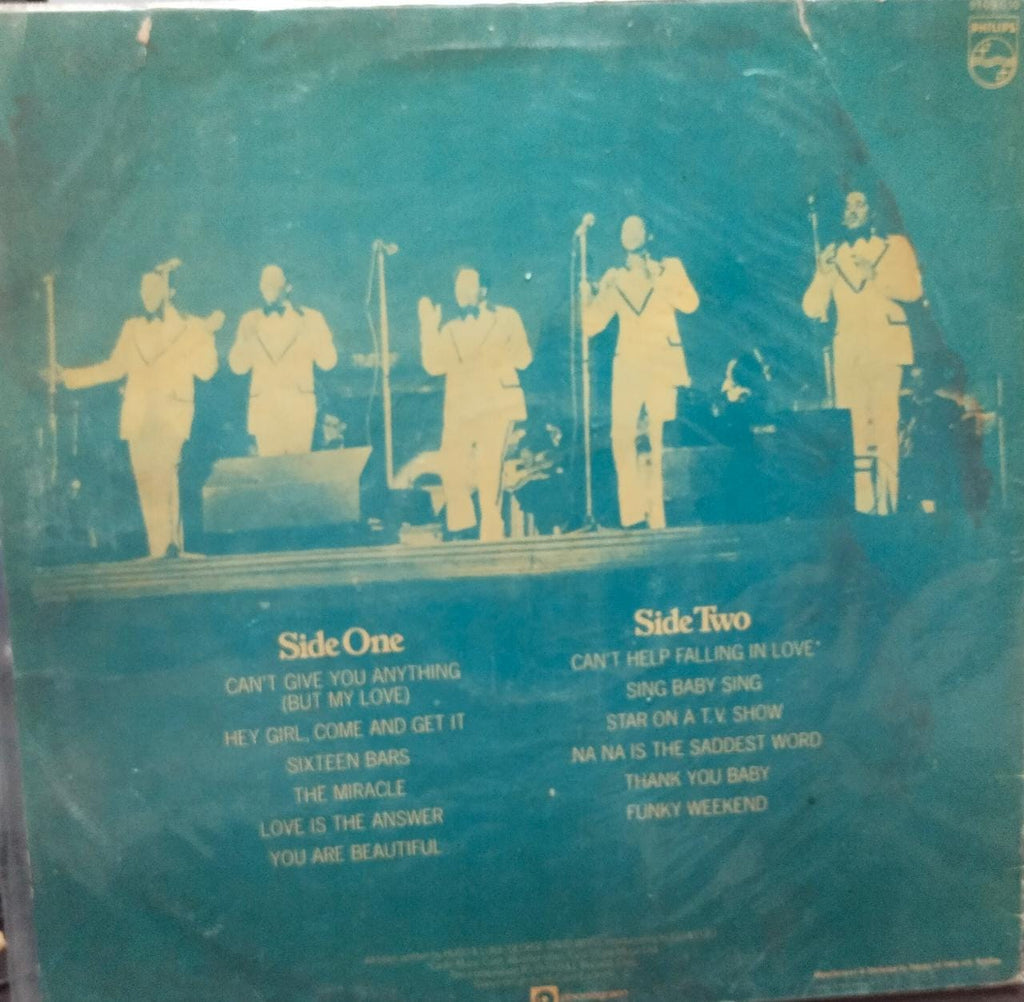 PHILIPS
Side One
CAN'T GIVE YOU ANYTHING
(BUT MY LOVE)
HEY GIRL, COME AND GET IT
SIXTEEN BARS
THE MIRACLE
LOVE IS THE ANSWER
YOU ARE BEAUTIFUL
Side Two
CAN'T HELP FALLING IN LOVE*
SING BABY SING
STAR ON A T.V. SHOW
NA NA IS THE SADDEST WORD
THANK YOU BABY
FUNKY WEEKEND
phonogram